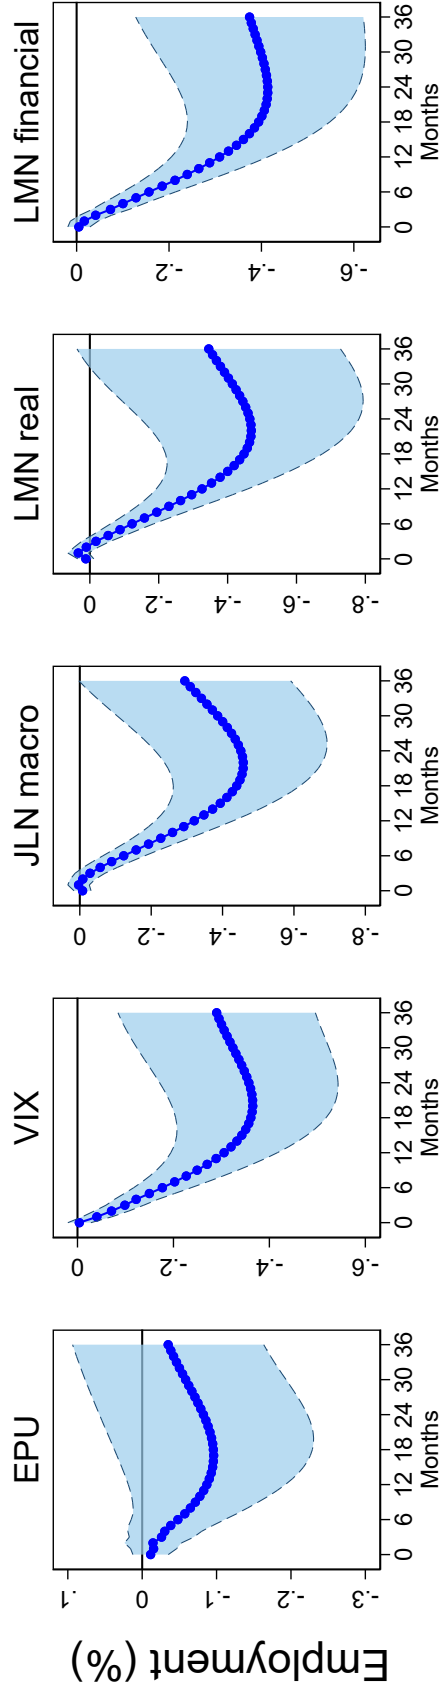 Employment (%)
EPU
.1
0
-.1
-.2
-.3
0 6 12 18 24 30 36
Months
VIX
0
-.2
-.4
-.6
0 6 12 18 24 30 36
Months
JLN macro
0
-.2
-.4
-.6
-.8
0 6 12 18 24 30 36
Months
LMN real
0
-.2
-.4
-.6
-.8
0 6 12 18 24 30 36
Months
LMN financial
0
-.2
-.4
-.6
0 6 12 18 24 30 36
Months